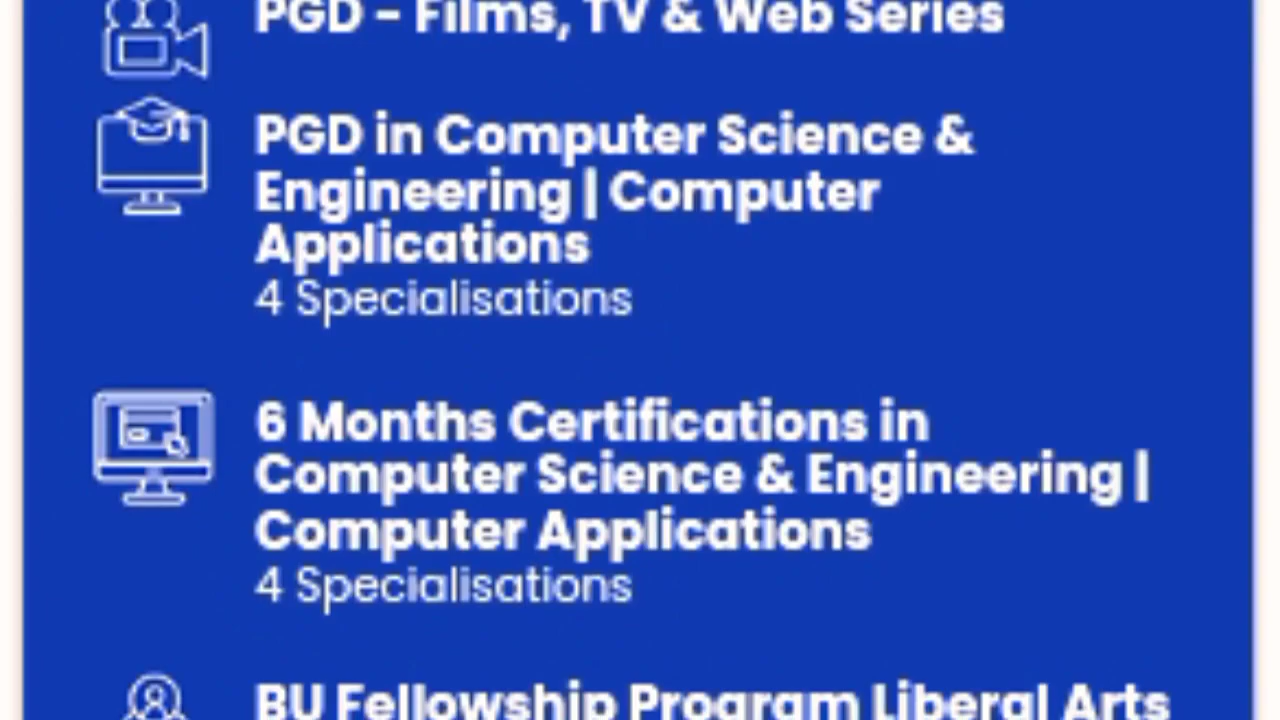 PGD - Films, TV & Web Series
PGD in Computer Science &
Engineering | Computer
Applications
4 Specialisations
6 Months Certifications in
Computer Science & Engineering |
Computer Applications
4 Specialisations
BU Fellowship Program Liberal Arts